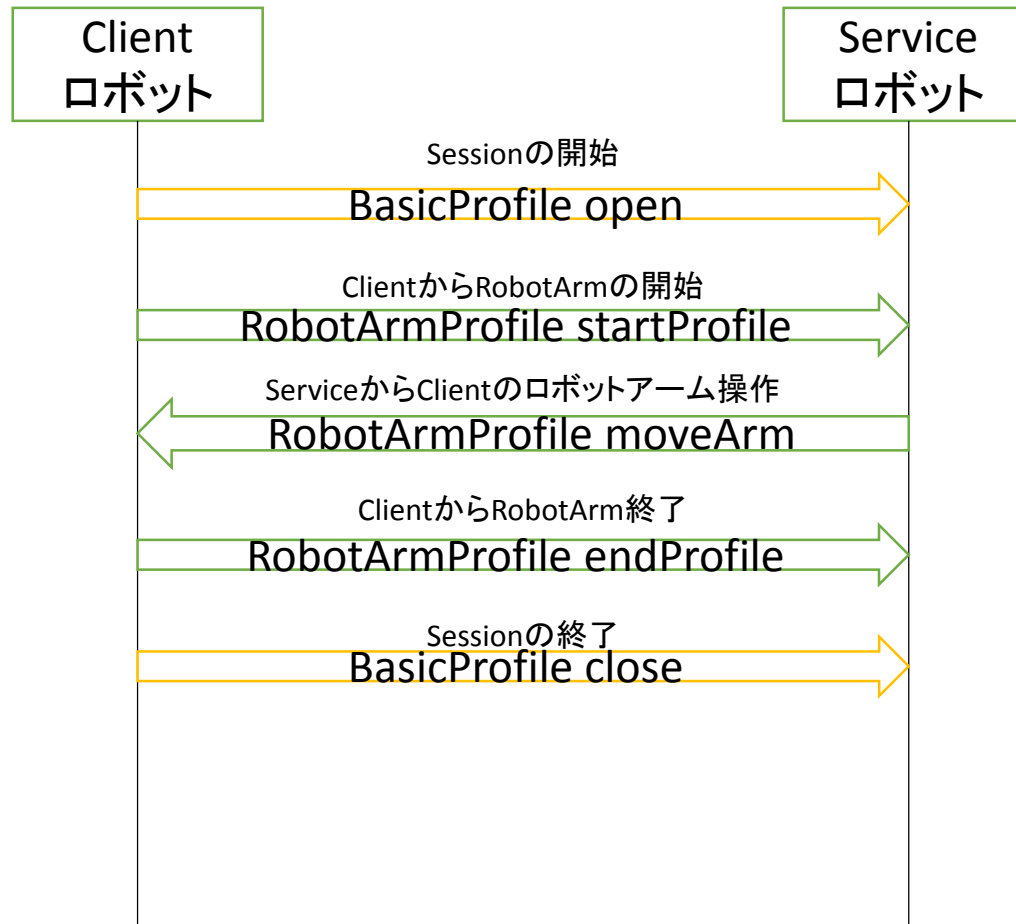 Client
ロボット
Service
ロボット
Sessionの開始
BasicProfile open
ClientからRobotArmの開始
RobotArmProfile startProfile
ServiceからClientのロボットアーム操作
RobotArmProfile moveArm
ClientからRobotArm終了
RobotArmProfile endProfile
Sessionの終了
BasicProfile close